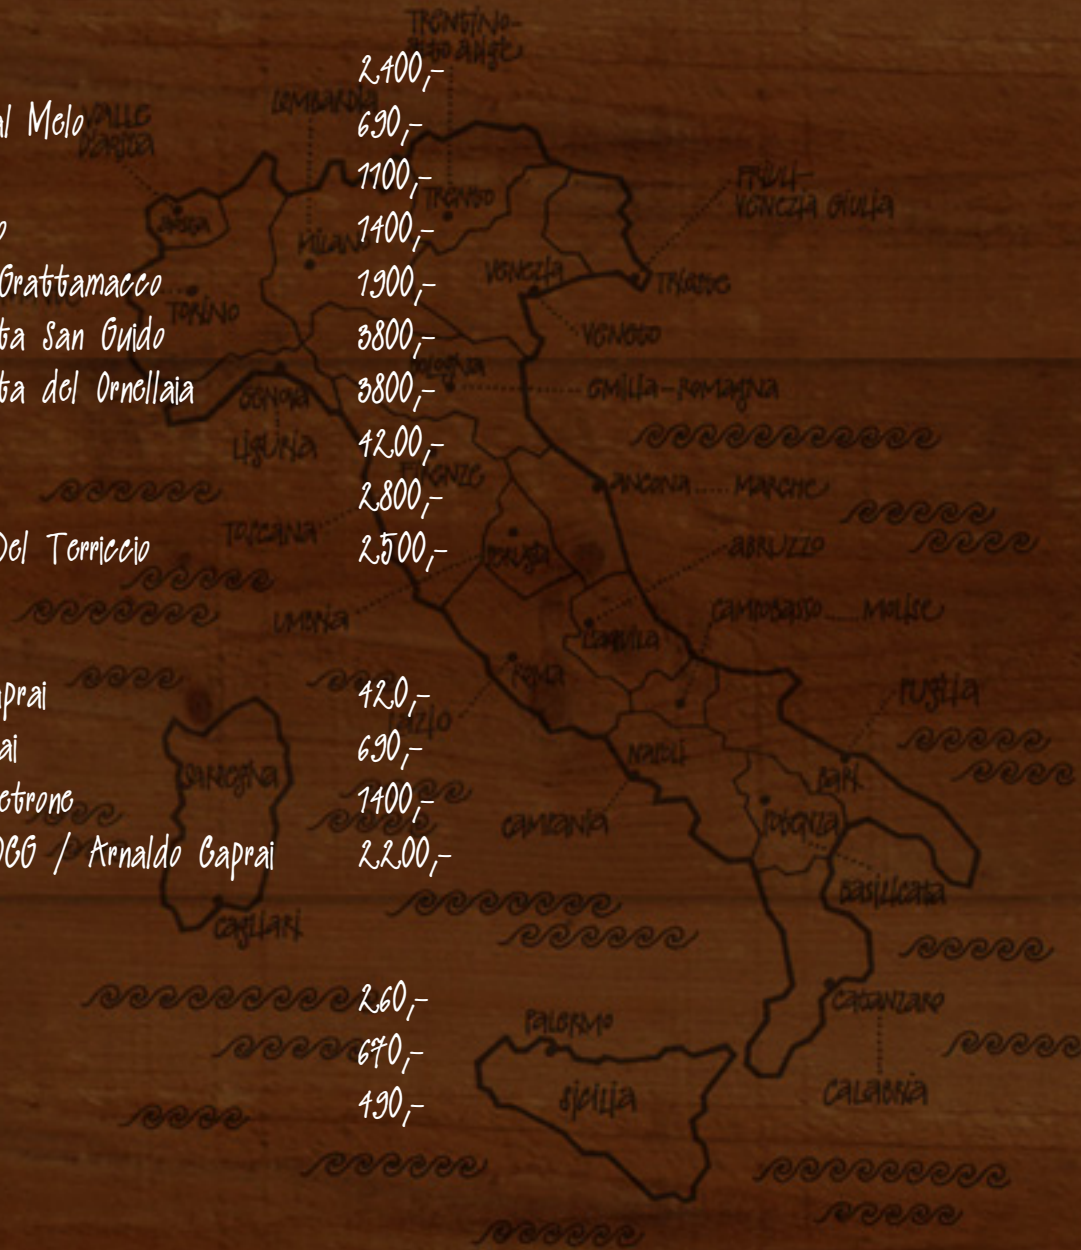 2400,-
al Melo 690,-
1100,-
o 1400,-
Grattamacco 1900,-
ta San Guido 3800,-
ta del Ornellaia 3800,-
4200,-
2800,-
Del Terriccio 2500,-
aprai 420,-
ai 690,-
etrone 1400,-
OCG / Arnaldo Caprai 2200,-
260,-
670,-
490,-
TRENTINO-
ALTO ADIGE
VALLE
D'AOSTA
LOMBARDIA
TRENTO
FRIULI-
VENEZIA GIULIA
AOSTA
MILANO
VENEZIA
TRIESTE
TORINO
VENETO
BOLOGNA
EMILIA-ROMAGNA
GENOVA
LIGURIA
FIRENZE
ANCONA MARCHE
TOSCANA
PERUGIA
ABRUZZO
UMBRIA
CAMPOBASSO MOLISE
L'AQUILA
ROMA
PUGLIA
LAZIO
NAPOLI
SARDEGNA
BARI
CAMPANIA
POTENZA
BASILICATA
CAGLIARI
CATANZARO
PALERMO
SICILIA
CALABRIA